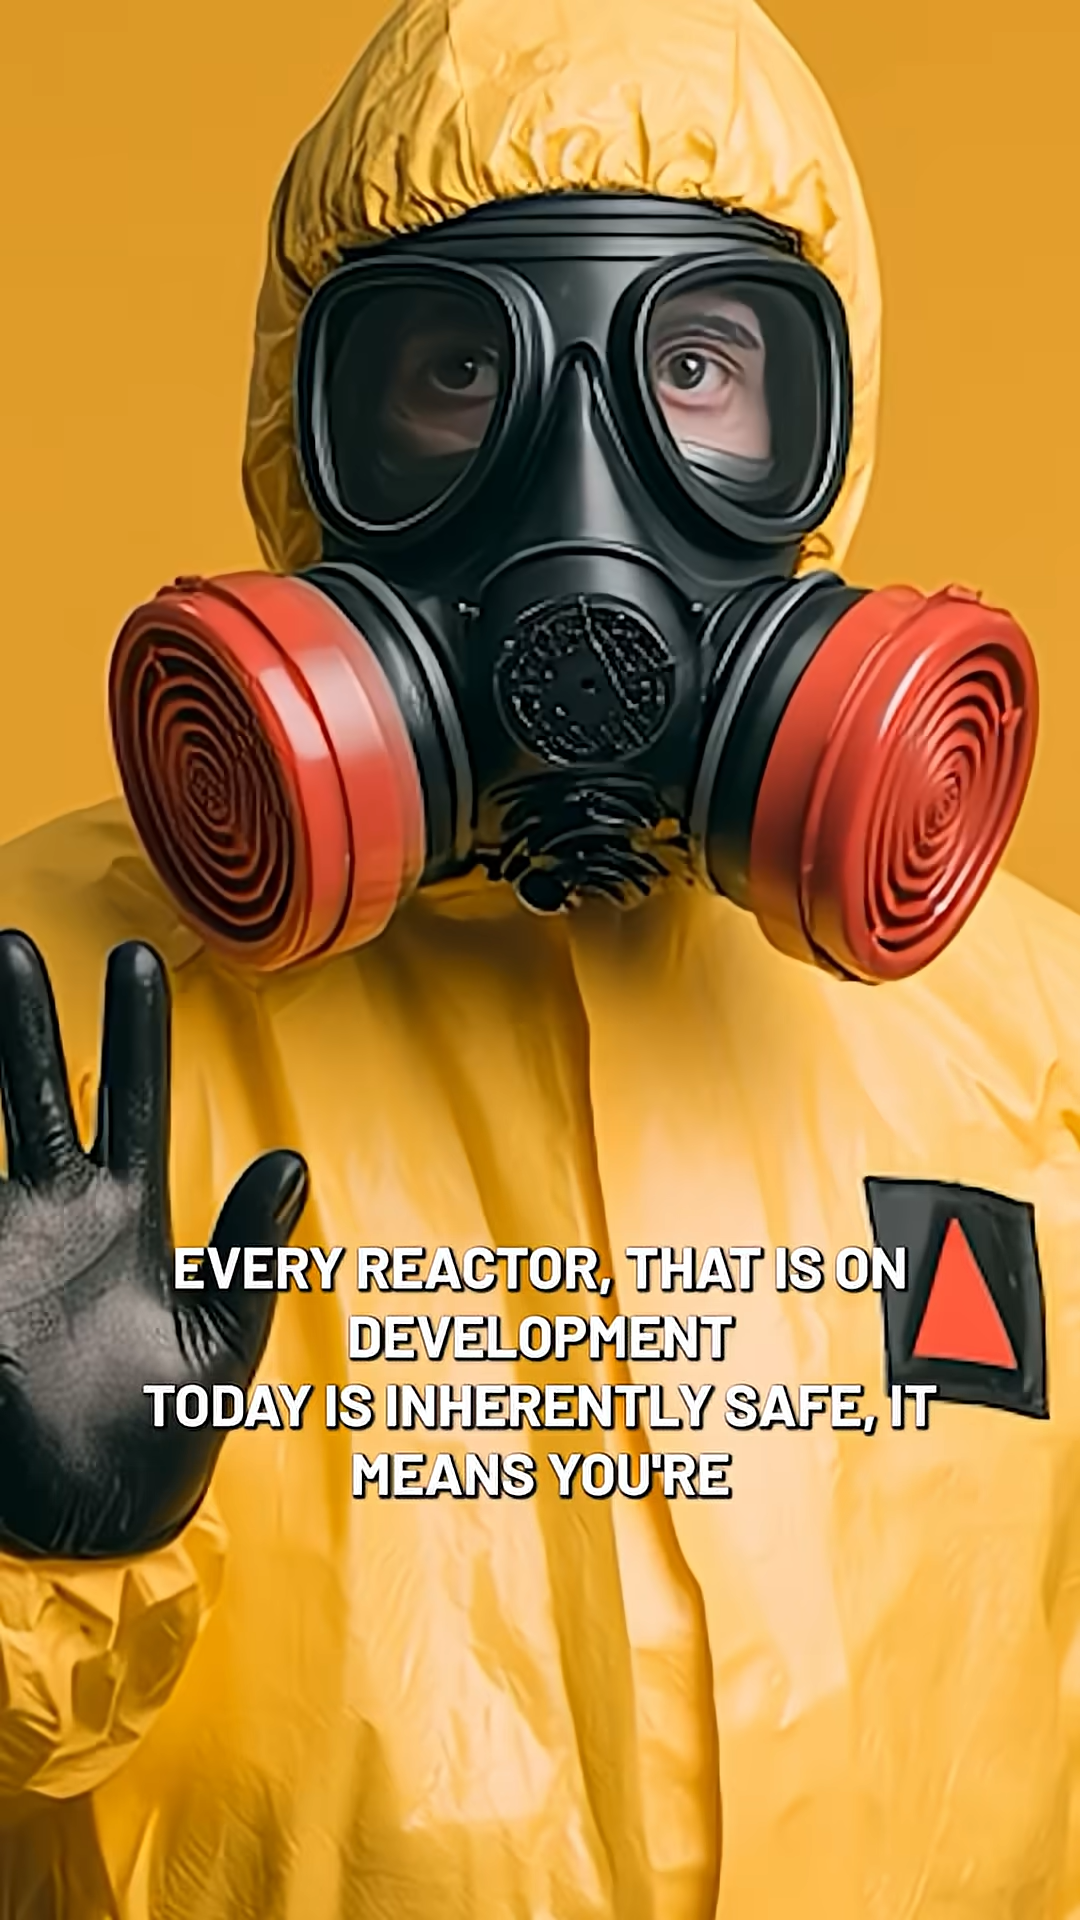 EVERY REACTOR, THAT IS ON
DEVELOPMENT
TODAY IS INHERENTLY SAFE, IT
MEANS YOU'RE